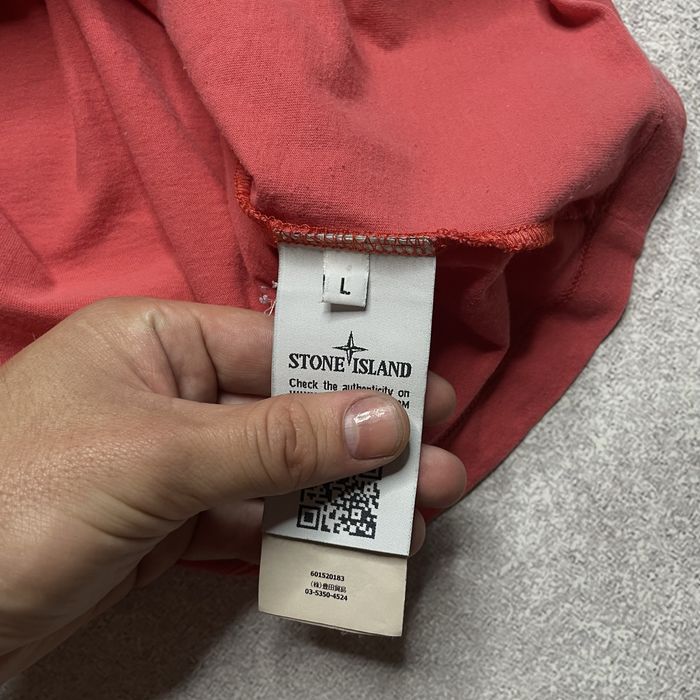 L
STONE ISLAND
Check the authenticity on
601520183
(株)豊田貿易
03-5350-4524